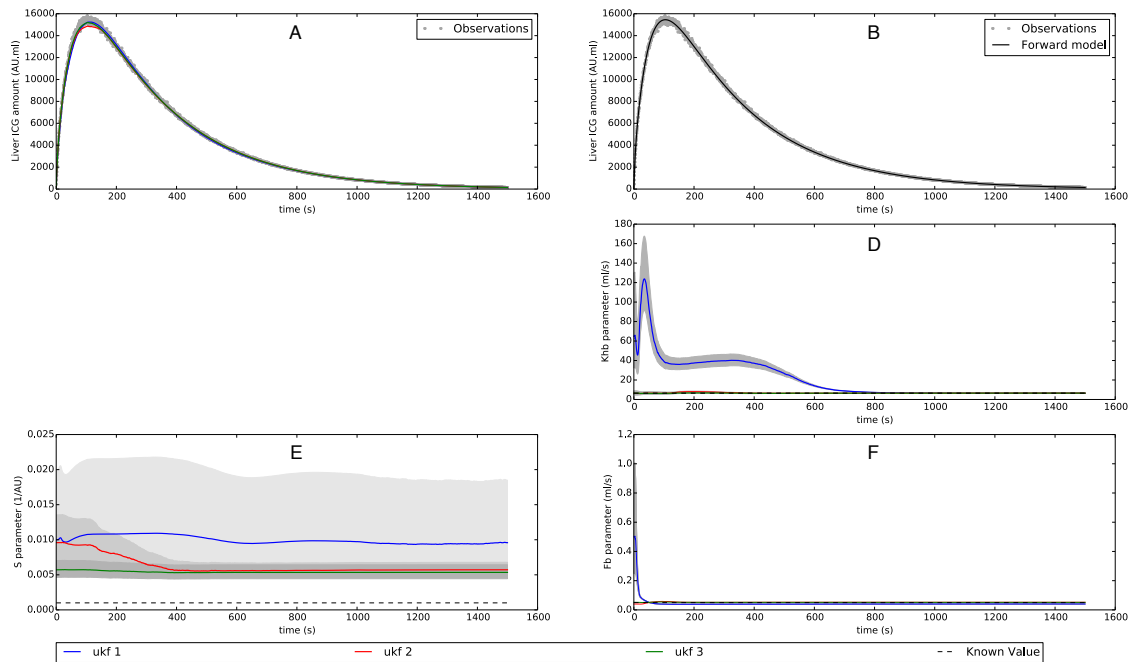 A
Observations
Liver ICG amount (AU.ml)
16000
14000
12000
10000
8000
6000
4000
2000
0
0 200 400 600 800 1000 1200 1400 1600
time (s)
B
Observations
Forward model
Liver ICG amount (AU.ml)
16000
14000
12000
10000
8000
6000
4000
2000
0
0 200 400 600 800 1000 1200 1400 1600
time (s)
D
Khb parameter (ml/s)
180
160
140
120
100
80
60
40
20
0
0 200 400 600 800 1000 1200 1400 1600
time (s)
E
S parameter (1/AU)
0,025
0,020
0,015
0,010
0,005
0,000
0 200 400 600 800 1000 1200 1400 1600
time (s)
F
Fb parameter (ml/s)
1,2
1,0
0,8
0,6
0,4
0,2
0,0
0 200 400 600 800 1000 1200 1400 1600
time (s)
ukf 1 ukf 2 ukf 3 Known Value